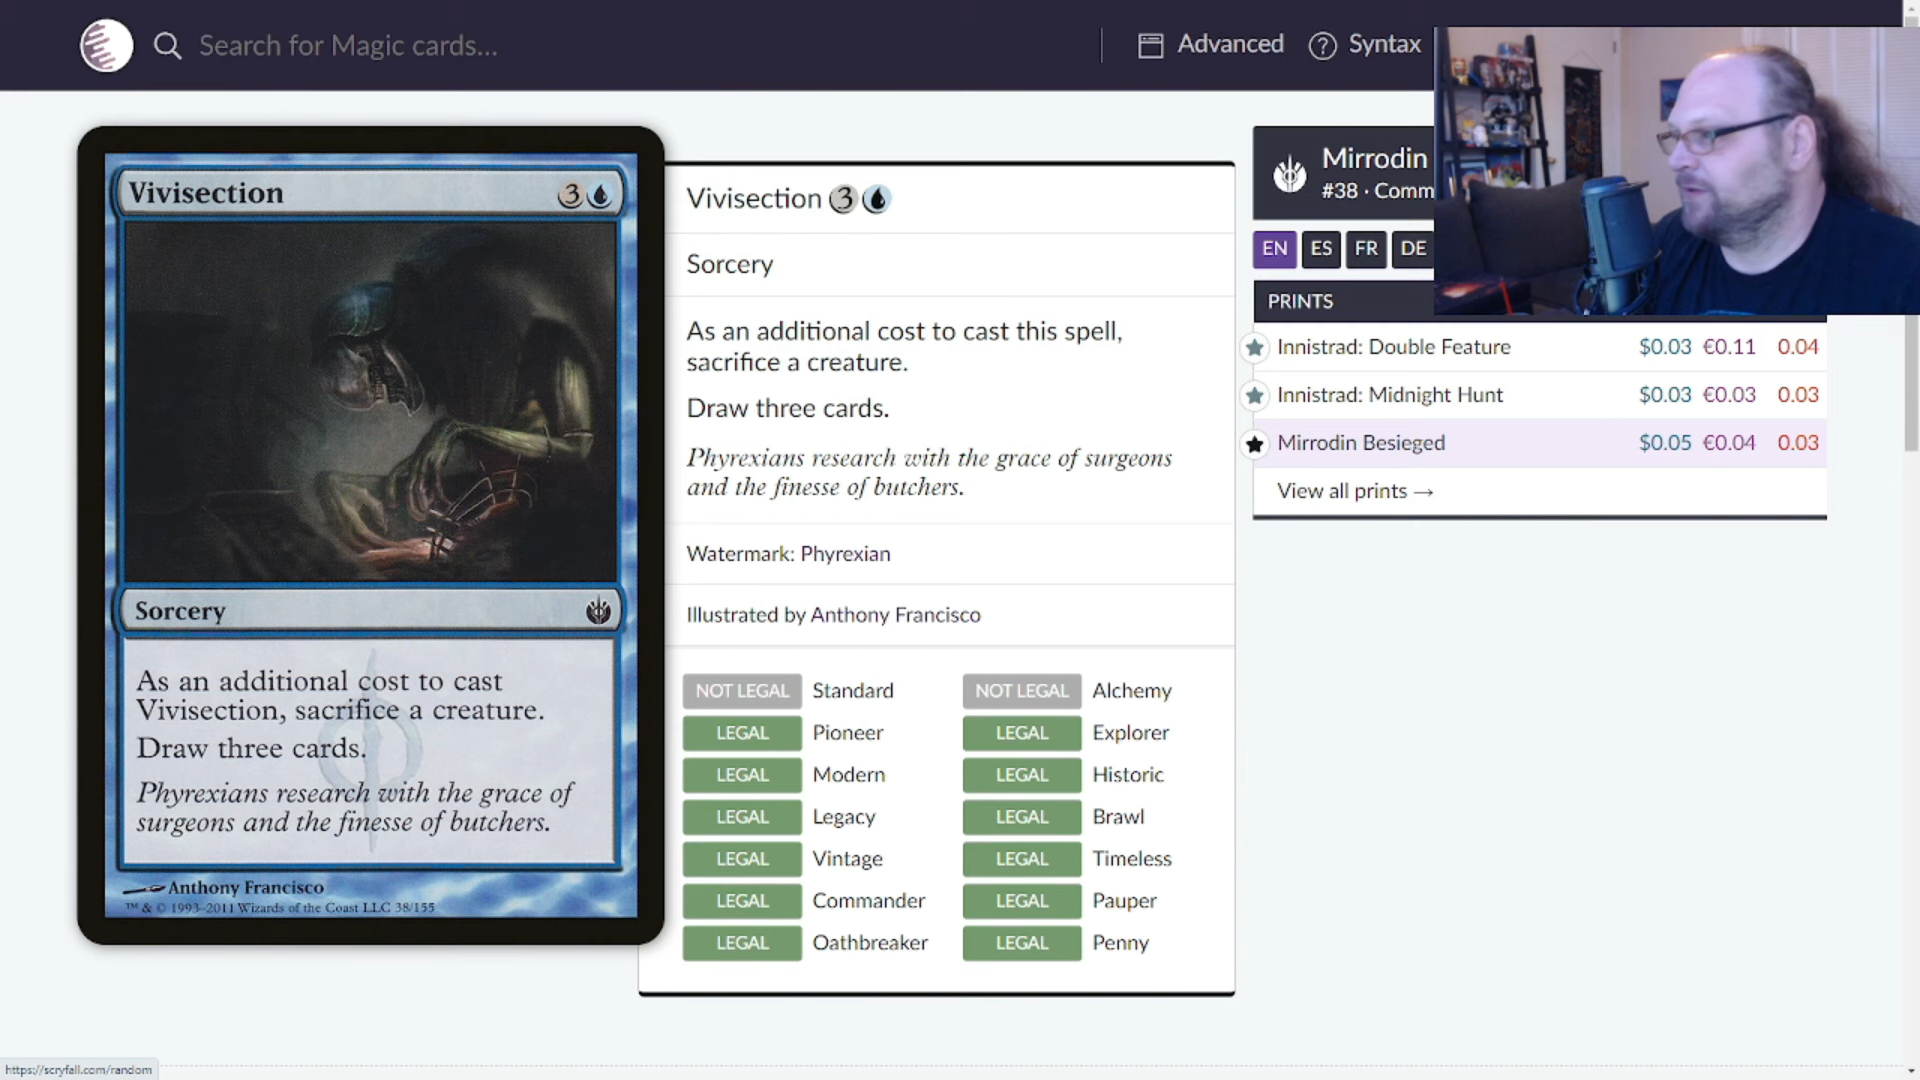 Search for Magic cards...
Advanced
? Syntax
Vivisection 3
Sorcery
As an additional cost to cast
Vivisection, sacrifice a creature.
Draw three cards.
Phyrexians research with the grace of
surgeons and the finesse of butchers.
Anthony Francisco
™ & © 1993–2011 Wizards of the Coast LLC 38/155
Vivisection 3
Sorcery
As an additional cost to cast this spell,
sacrifice a creature.
Draw three cards.
Phyrexians research with the grace of surgeons
and the finesse of butchers.
Watermark: Phyrexian
Illustrated by Anthony Francisco
NOT LEGAL Standard NOT LEGAL Alchemy
LEGAL Pioneer LEGAL Explorer
LEGAL Modern LEGAL Historic
LEGAL Legacy LEGAL Brawl
LEGAL Vintage LEGAL Timeless
LEGAL Commander LEGAL Pauper
LEGAL Oathbreaker LEGAL Penny
Mirrodin
#38 · Comm
EN ES FR DE
PRINTS
Innistrad: Double Feature $0.03 €0.11 0.04
Innistrad: Midnight Hunt $0.03 €0.03 0.03
Mirrodin Besieged $0.05 €0.04 0.03
View all prints →
https://scryfall.com/random